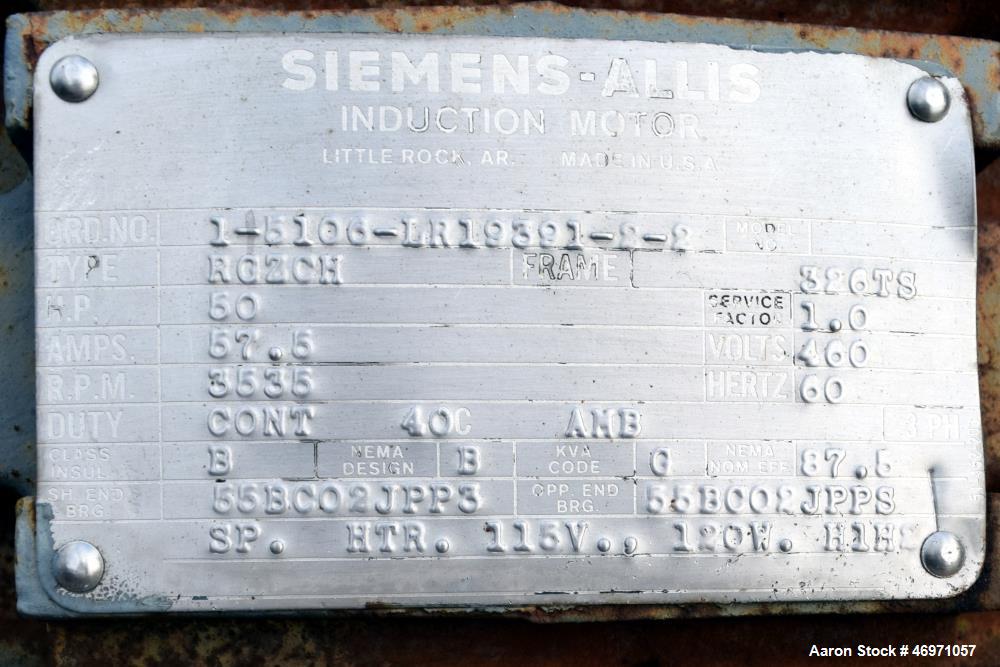 SIEMENS-ALLIS
INDUCTION MOTOR
LITTLE ROCK, AR. MADE IN U.S.A
ORD.NO. 1-5106-LR19391-2-2 MODEL NO.
TYPE RGZCH FRAME 326TS
H.P. 50 SERVICE FACTOR 1.0
AMPS. 57.5 VOLTS 460
R.P.M. 3535 HERTZ 60
DUTY CONT 40C AMB 3 PH
CLASS INSUL B NEMA DESIGN B KVA CODE G NEMA NOM EFF. 87.5
SH. END BRG 55BC02JPP3 OPP. END BRG 55BC02JPPS
SP. HTR. 115V., 120W. H1H2
Aaron Stock # 46971057